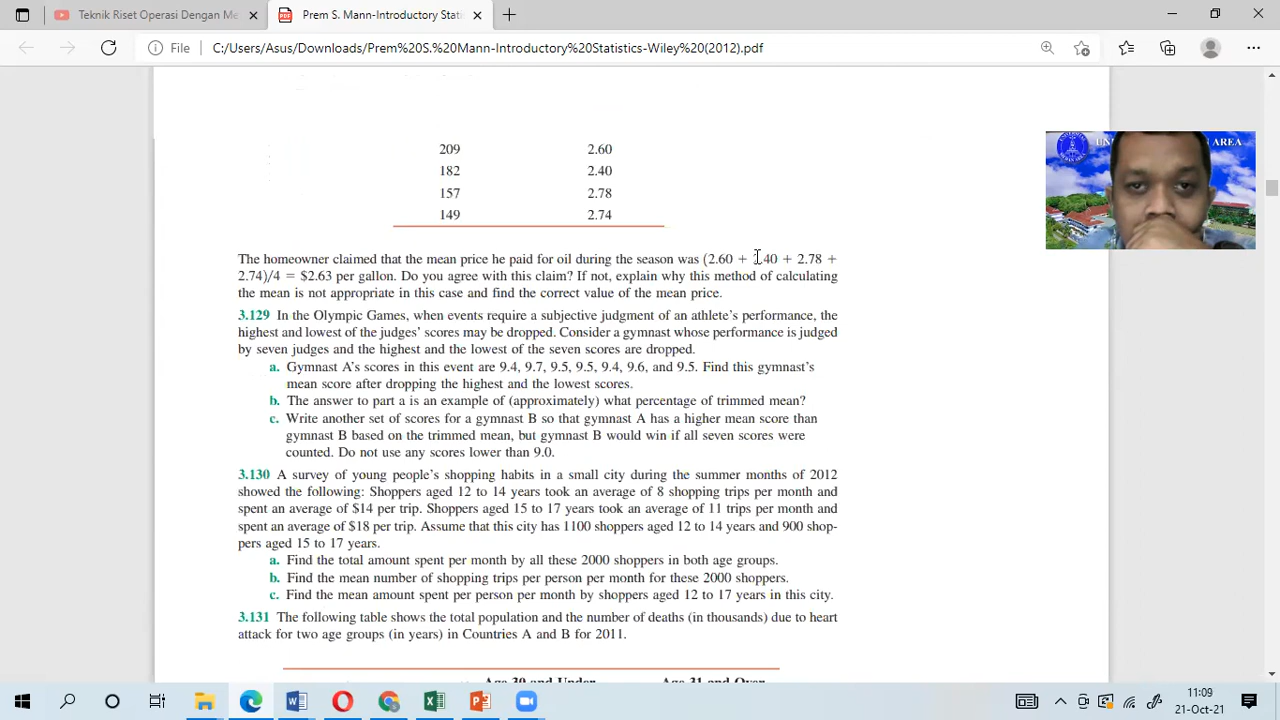 Teknik Riset Operasi Dengan Me
Prem S. Mann-Introductory Stat
File
C:/Users/Asus/Downloads/Prem%20S.%20Mann-Introductory%20Statistics-Wiley%20(2012).pdf
AREA
209 2.60
182 2.40
157 2.78
149 2.74
The homeowner claimed that the mean price he paid for oil during the season was (2.60 + 2.40 + 2.78 +
2.74)/4 = $2.63 per gallon. Do you agree with this claim? If not, explain why this method of calculating
the mean is not appropriate in this case and find the correct value of the mean price.
3.129 In the Olympic Games, when events require a subjective judgment of an athlete's performance, the
highest and lowest of the judges' scores may be dropped. Consider a gymnast whose performance is judged
by seven judges and the highest and the lowest of the seven scores are dropped.
a. Gymnast A's scores in this event are 9.4, 9.7, 9.5, 9.5, 9.4, 9.6, and 9.5. Find this gymnast's
mean score after dropping the highest and the lowest scores.
b. The answer to part a is an example of (approximately) what percentage of trimmed mean?
c. Write another set of scores for a gymnast B so that gymnast A has a higher mean score than
gymnast B based on the trimmed mean, but gymnast B would win if all seven scores were
counted. Do not use any scores lower than 9.0.
3.130 A survey of young people's shopping habits in a small city during the summer months of 2012
showed the following: Shoppers aged 12 to 14 years took an average of 8 shopping trips per month and
spent an average of $14 per trip. Shoppers aged 15 to 17 years took an average of 11 trips per month and
spent an average of $18 per trip. Assume that this city has 1100 shoppers aged 12 to 14 years and 900 shop-
pers aged 15 to 17 years.
a. Find the total amount spent per month by all these 2000 shoppers in both age groups.
b. Find the mean number of shopping trips per person per month for these 2000 shoppers.
c. Find the mean amount spent per person per month by shoppers aged 12 to 17 years in this city.
3.131 The following table shows the total population and the number of deaths (in thousands) due to heart
attack for two age groups (in years) in Countries A and B for 2011.
Age 30 and Under Age 31 and Over
11:09
21-Oct-21